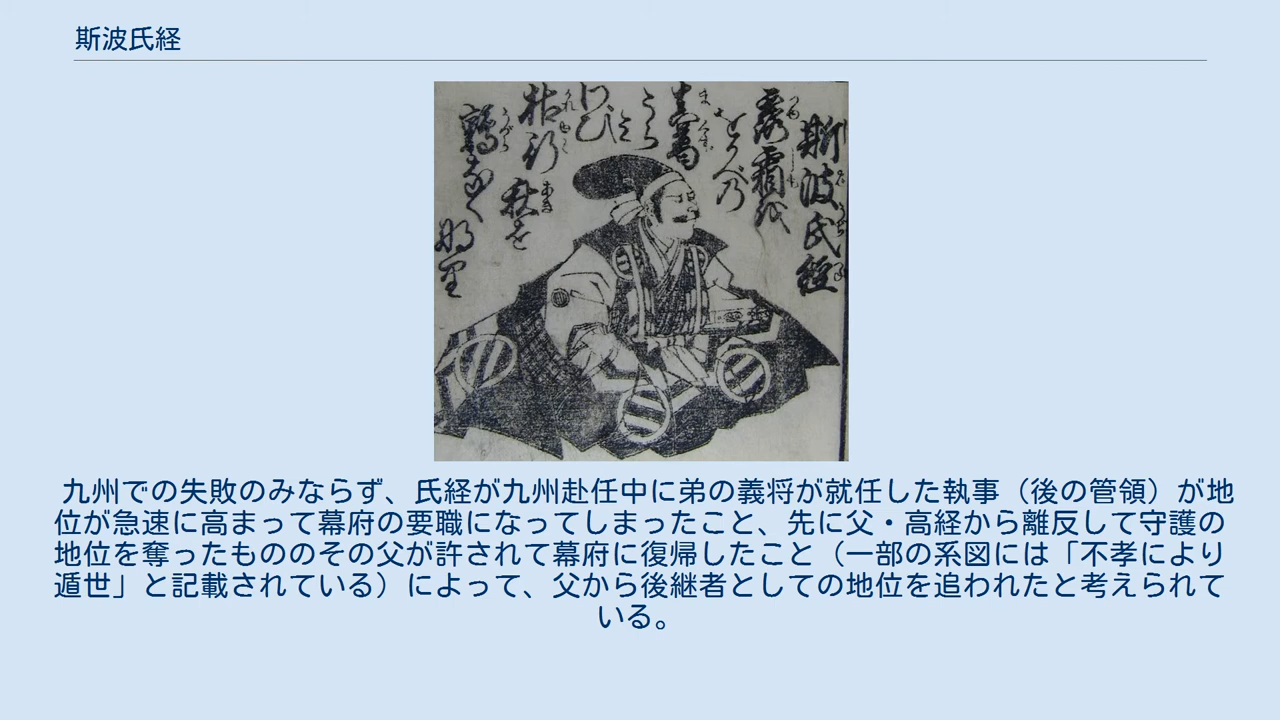 斯波氏経
斯波氏経
露霜
枯
秋
九州での失敗のみならず、氏経が九州赴任中に弟の義将が就任した執事（後の管領）が地
位が急速に高まって幕府の要職になってしまったこと、先に父・高経から離反して守護の
地位を奪ったもののその父が許されて幕府に復帰したこと（一部の系図には「不孝により
遁世」と記載されている）によって、父から後継者としての地位を追われたと考えられて
いる。